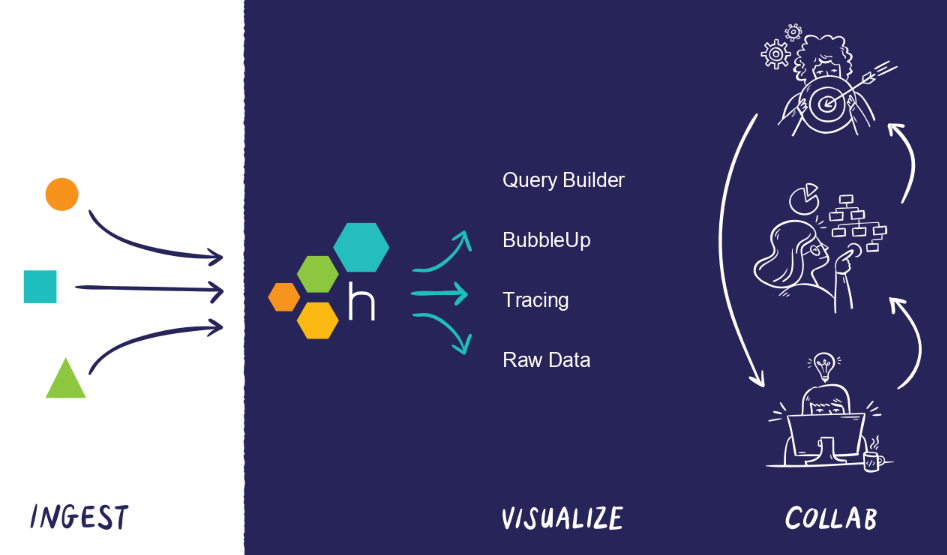 Query Builder
BubbleUp
h
Tracing
Raw Data
INGEST
VISUALIZE
COLLAB